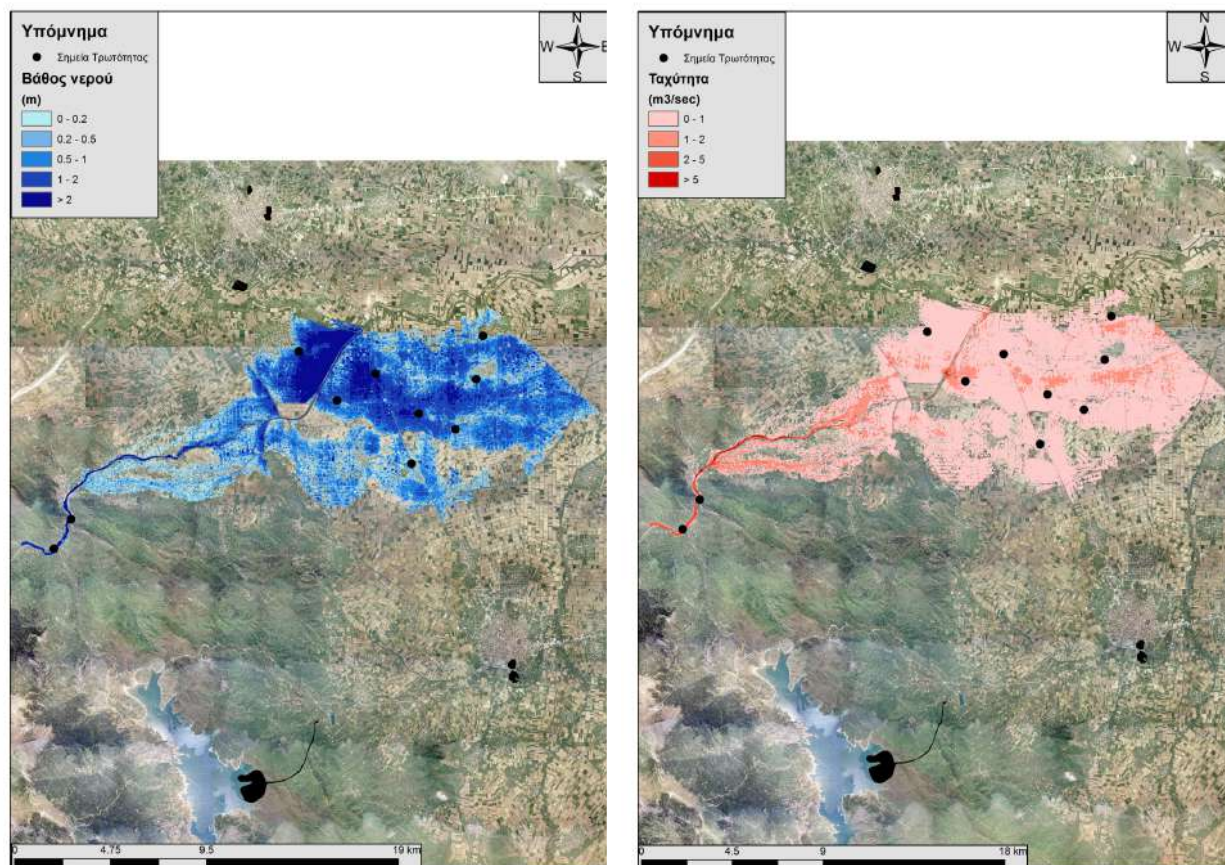 Υπόμνημα
Σημεία Τρωτότητας
Βάθος νερού
(m)
0 - 0.2
0.2 - 0.5
0.5 - 1
1 - 2
> 2
N
W E
S
0 4.75 9.5 19 km
Υπόμνημα
Σημεία Τρωτότητας
Ταχύτητα
(m3/sec)
0 - 1
1 - 2
2 - 5
> 5
N
W E
S
0 4.5 9 18 km